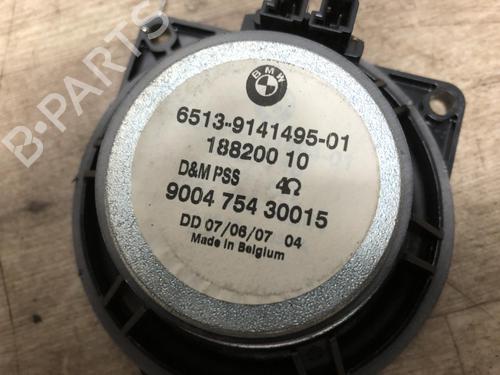 BMW
6513-9141495-01
188200 10
D&M PSS 4Ω
9004 754 30015
DD 07/06/07 04
Made in Belgium
B-PARTS